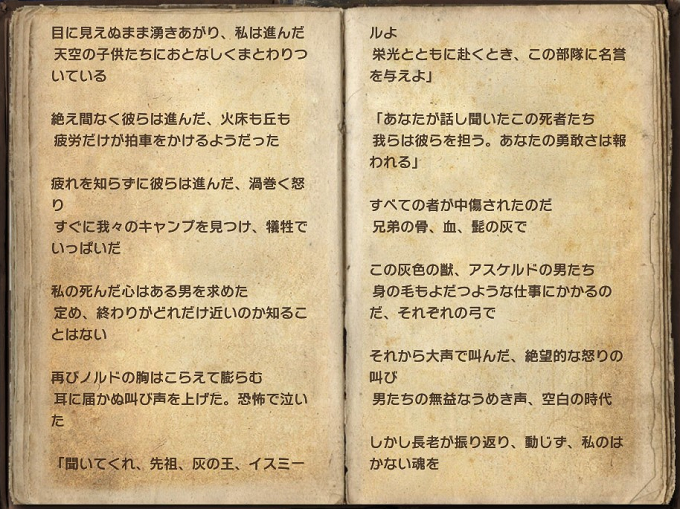 目に見えぬまま湧きあがり、私は進んだ
天空の子供たちにおとなしくまとわりつ
いている
絶え間なく彼らは進んだ、火床も丘も
疲労だけが拍車をかけるようだった
疲れを知らずに彼らは進んだ、渦巻く怒
り
すぐに我々のキャンプを見つけ、犠牲で
いっぱいだ
私の死んだ心はある男を求めた
定め、終わりがどれだけ近いのか知るこ
とはない
再びノルドの胸はこらえて膨らむ
耳に届かぬ叫び声を上げた。恐怖で泣い
た
「聞いてくれ、先祖、灰の王、イスミー
ルよ
栄光とともに赴くとき、この部隊に名誉
を与えよ」
「あなたが話し聞いたこの死者たち
我らは彼らを担う。あなたの勇敢さは報
われる」
すべての者が中傷されたのだ
兄弟の骨、血、髭の灰で
この灰色の獣、アスケルドの男たち
身の毛もよだつような仕事にかかるの
だ、それぞれの弓で
それから大声で叫んだ、絶望的な怒りの
叫び
男たちの無益なうめき声、空白の時代
しかし長老が振り返り、動じず、私のは
かない魂を